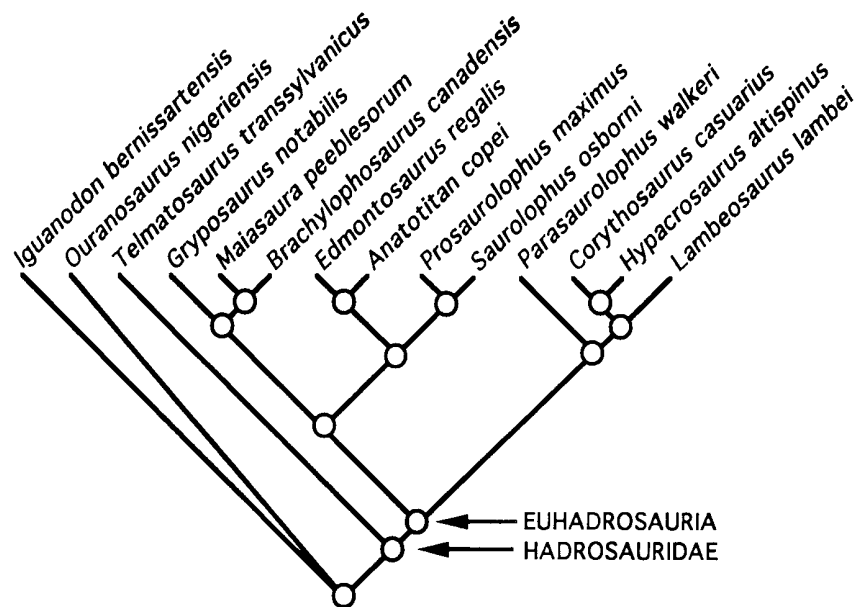 Iguanodon bernissartensis
Ouranosaurus nigeriensis
Telmatosaurus transsylvanicus
Gryposaurus notabilis
Maiasaura peeblesorum
Brachylophosaurus canadensis
Edmontosaurus regalis
Anatotitan copei
Prosaurolophus maximus
Saurolophus osborni
Parasaurolophus walkeri
Corythosaurus casuarius
Hypacrosaurus altispinus
Lambeosaurus lambei
EUHADROSAURIA
HADROSAURIDAE